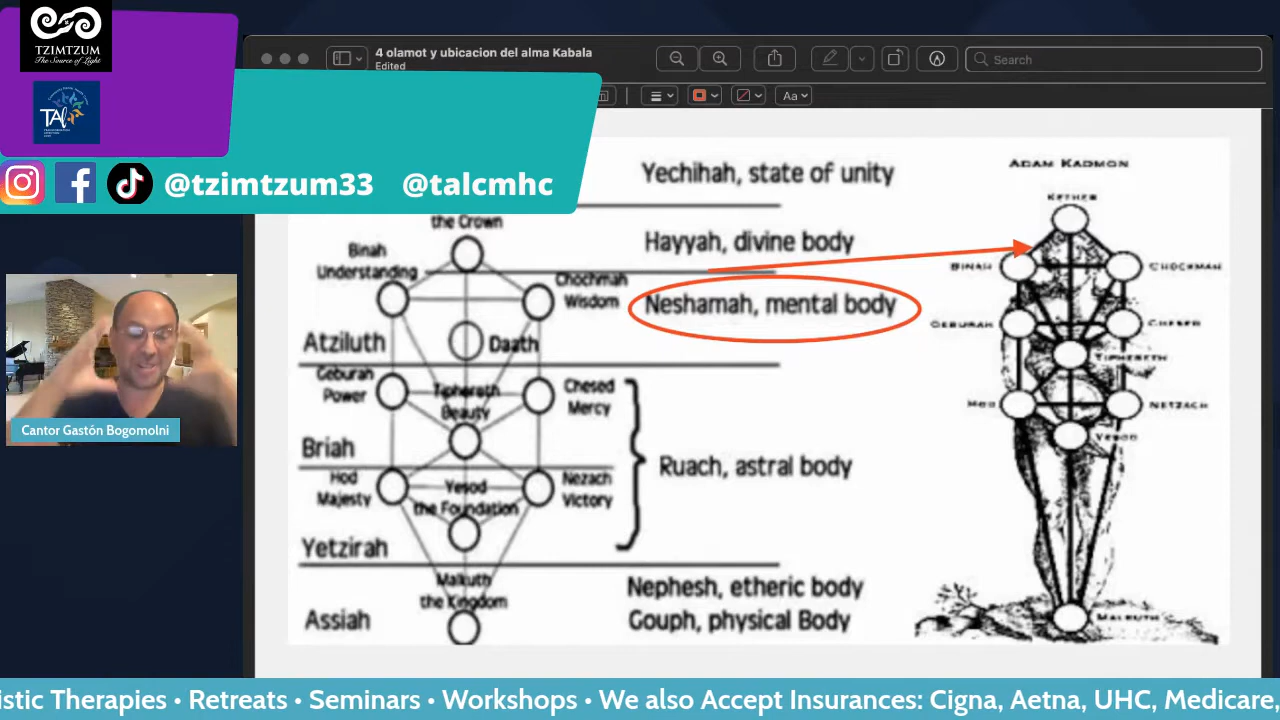 TZIMTZUM
The Source of Light
TAL
@tzimtzum33 @talcmhc
Cantor Gastón Bogomolni
4 olamot y ubicacion del alma Kabala
Edited
Search
Aa
the Crown
Binah
Understanding
Chochmah
Wisdom
Atziluth
Daath
Geburah
Power
Tiphereth
Beauty
Chesed
Mercy
Briah
Hod
Majesty
Yesod
the Foundation
Nezach
Victory
Yetzirah
Malkuth
the Kingdom
Assiah
Yechihah, state of unity
Hayyah, divine body
Neshamah, mental body
Ruach, astral body
Nephesh, etheric body
Gouph, physical Body
ADAM KADMON
KETHER
BINAH
CHOCHMAH
GEBURAH
CHESED
TIPHERETH
HOD
NETZACH
YESOD
MALKUTH
istic Therapies • Retreats • Seminars • Workshops • We also Accept Insurances: Cigna, Aetna, UHC, Medicare,